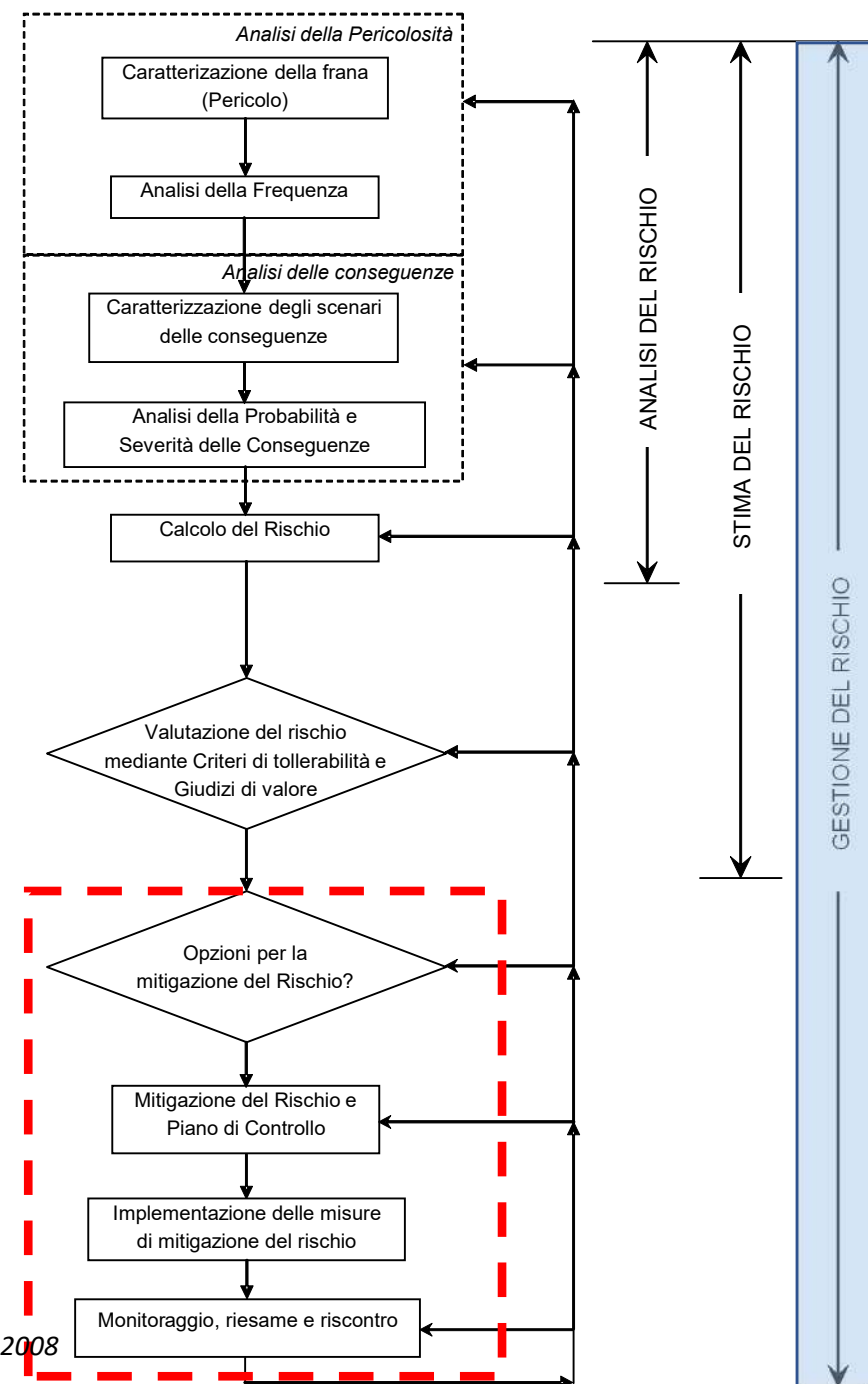 Analisi della Pericolosità
Caratterizazione della frana
(Pericolo)
Analisi della Frequenza
Analisi delle conseguenze
Caratterizzazione degli scenari
delle conseguenze
Analisi della Probabilità e
Severità delle Conseguenze
Calcolo del Rischio
Valutazione del rischio
mediante Criteri di tollerabilità e
Giudizi di valore
Opzioni per la
mitigazione del Rischio?
Mitigazione del Rischio e
Piano di Controllo
Implementazione delle misure
di mitigazione del rischio
Monitoraggio, riesame e riscontro
2008
ANALISI DEL RISCHIO
STIMA DEL RISCHIO
GESTIONE DEL RISCHIO